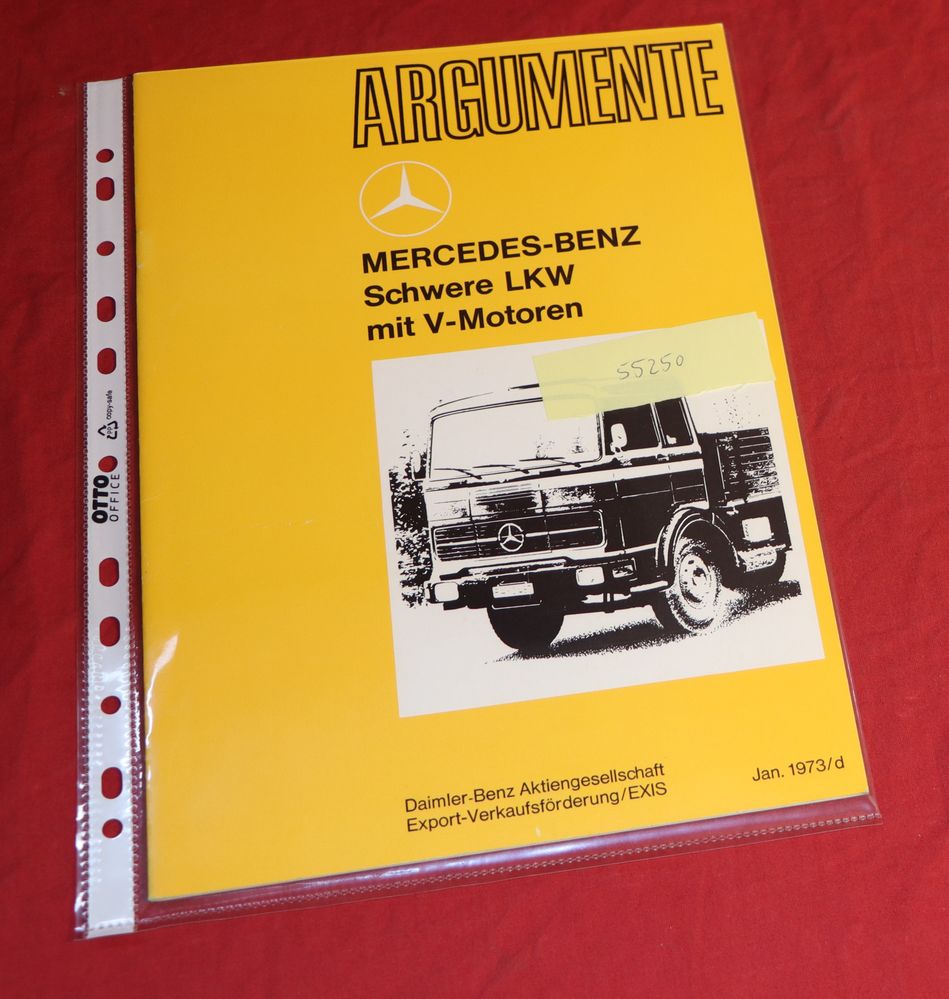 ARGUMENTE
MERCEDES-BENZ
Schwere LKW
mit V-Motoren
55250
Daimler-Benz Aktiengesellschaft
Export-Verkaufsförderung/EXIS
Jan. 1973/d
OTTO
OFFICE
PP
copy-safe